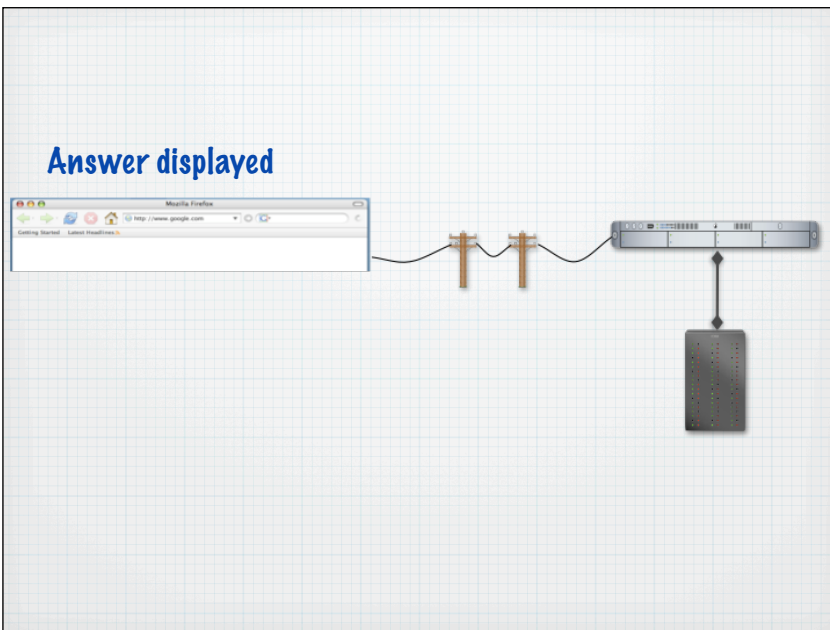 Answer displayed
Mozilla Firefox
http://www.google.com
Getting Started Latest Headlines